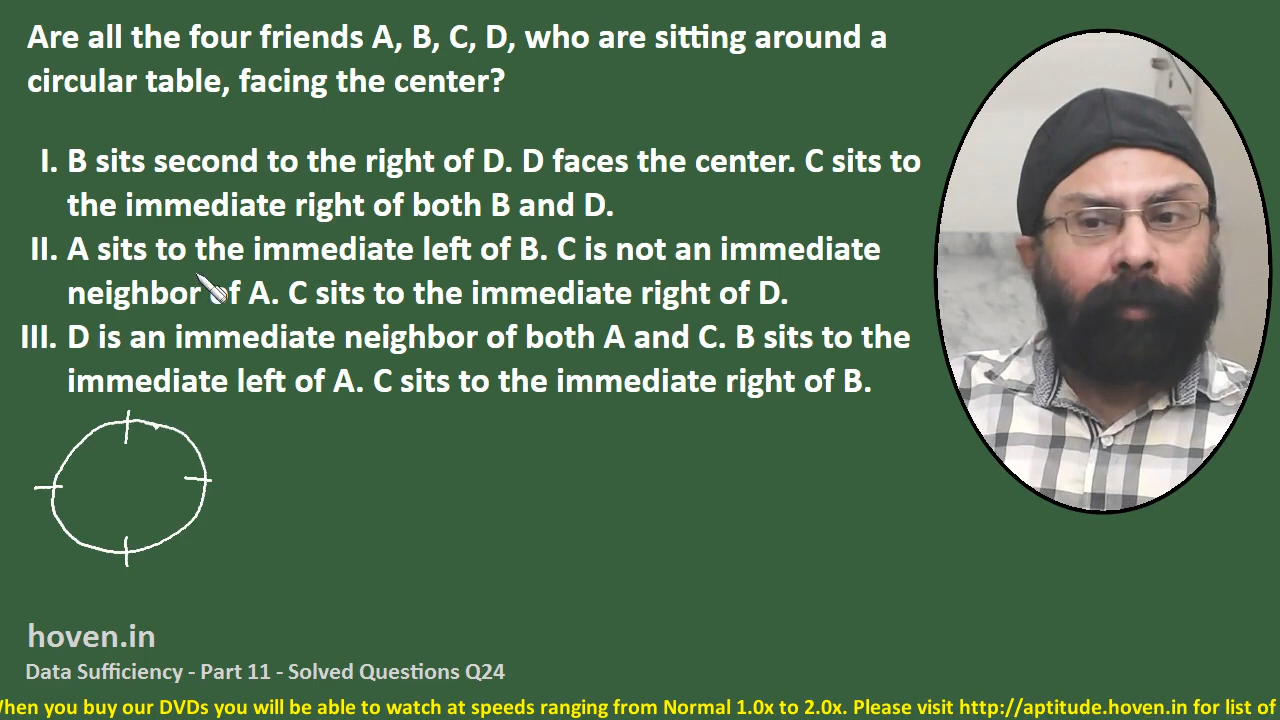 Are all the four friends A, B, C, D, who are sitting around a
circular table, facing the center?
I. B sits second to the right of D. D faces the center. C sits to
the immediate right of both B and D.
II. A sits to the immediate left of B. C is not an immediate
neighbor of A. C sits to the immediate right of D.
III. D is an immediate neighbor of both A and C. B sits to the
immediate left of A. C sits to the immediate right of B.
hoven.in
Data Sufficiency - Part 11 - Solved Questions Q24
When you buy our DVDs you will be able to watch at speeds ranging from Normal 1.0x to 2.0x. Please visit http://aptitude.hoven.in for list of